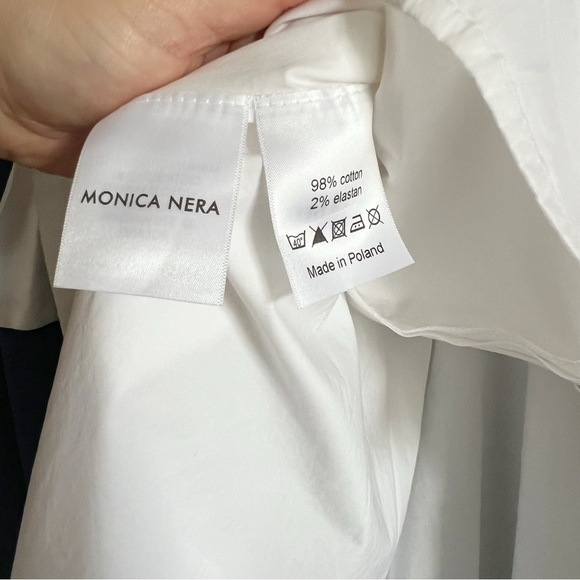 MONICA NERA
98% cotton
2% elastan
40°
Made in Poland